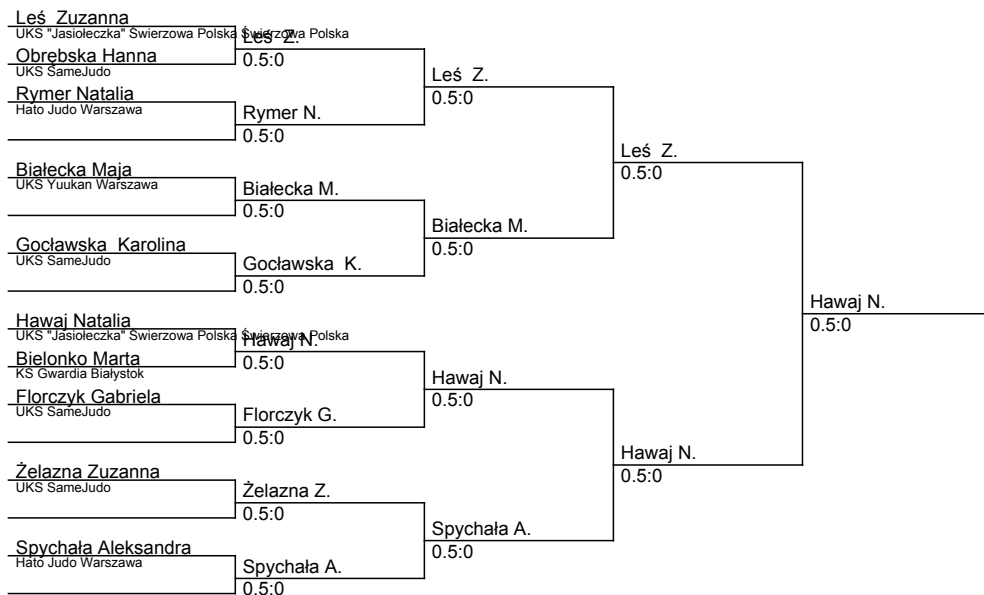 Leś  Zuzanna
UKS "Jasiołeczka" Świerzowa Polska Świerzowa Polska
Leś  Z.
0.5:0
Obrębska Hanna
UKS SameJudo
Leś  Z.
0.5:0
Rymer Natalia
Hato Judo Warszawa
Rymer N.
0.5:0
Leś  Z.
0.5:0
Białecka Maja
UKS Yuukan Warszawa
Białecka M.
0.5:0
Białecka M.
0.5:0
Gocławska  Karolina
UKS SameJudo
Gocławska  K.
0.5:0
Hawaj N.
0.5:0
Hawaj Natalia
UKS "Jasiołeczka" Świerzowa Polska Świerzowa Polska
Hawaj N.
0.5:0
Bielonko Marta
KS Gwardia Białystok
Hawaj N.
0.5:0
Florczyk Gabriela
UKS SameJudo
Florczyk G.
0.5:0
Hawaj N.
0.5:0
Żelazna Zuzanna
UKS SameJudo
Żelazna Z.
0.5:0
Spychała A.
0.5:0
Spychała Aleksandra
Hato Judo Warszawa
Spychała A.
0.5:0